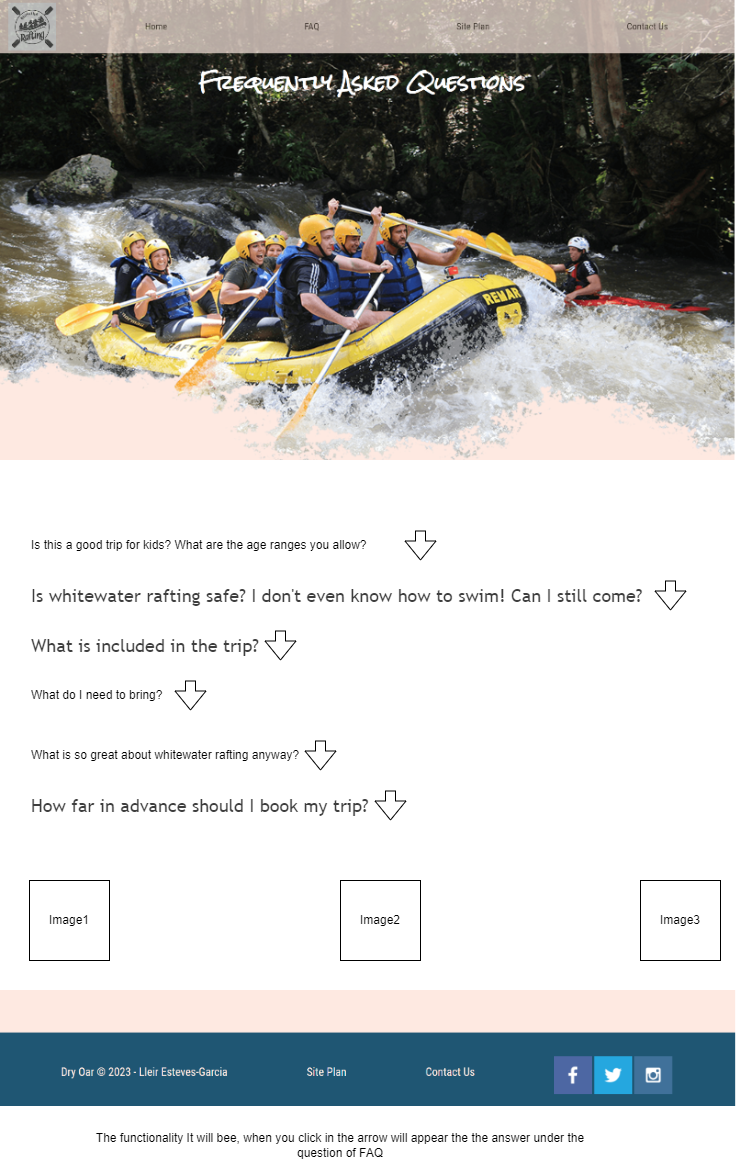 Rafting
Home FAQ Site Plan Contact Us
Frequently Asked Questions
REMAR
Is this a good trip for kids? What are the age ranges you allow?
Is whitewater rafting safe? I don't even know how to swim! Can I still come?
What is included in the trip?
What do I need to bring?
What is so great about whitewater rafting anyway?
How far in advance should I book my trip?
Image1 Image2 Image3
Dry Oar © 2023 - Lleir Esteves-Garcia Site Plan Contact Us
The functionality It will bee, when you click in the arrow will appear the the answer under the
question of FAQ